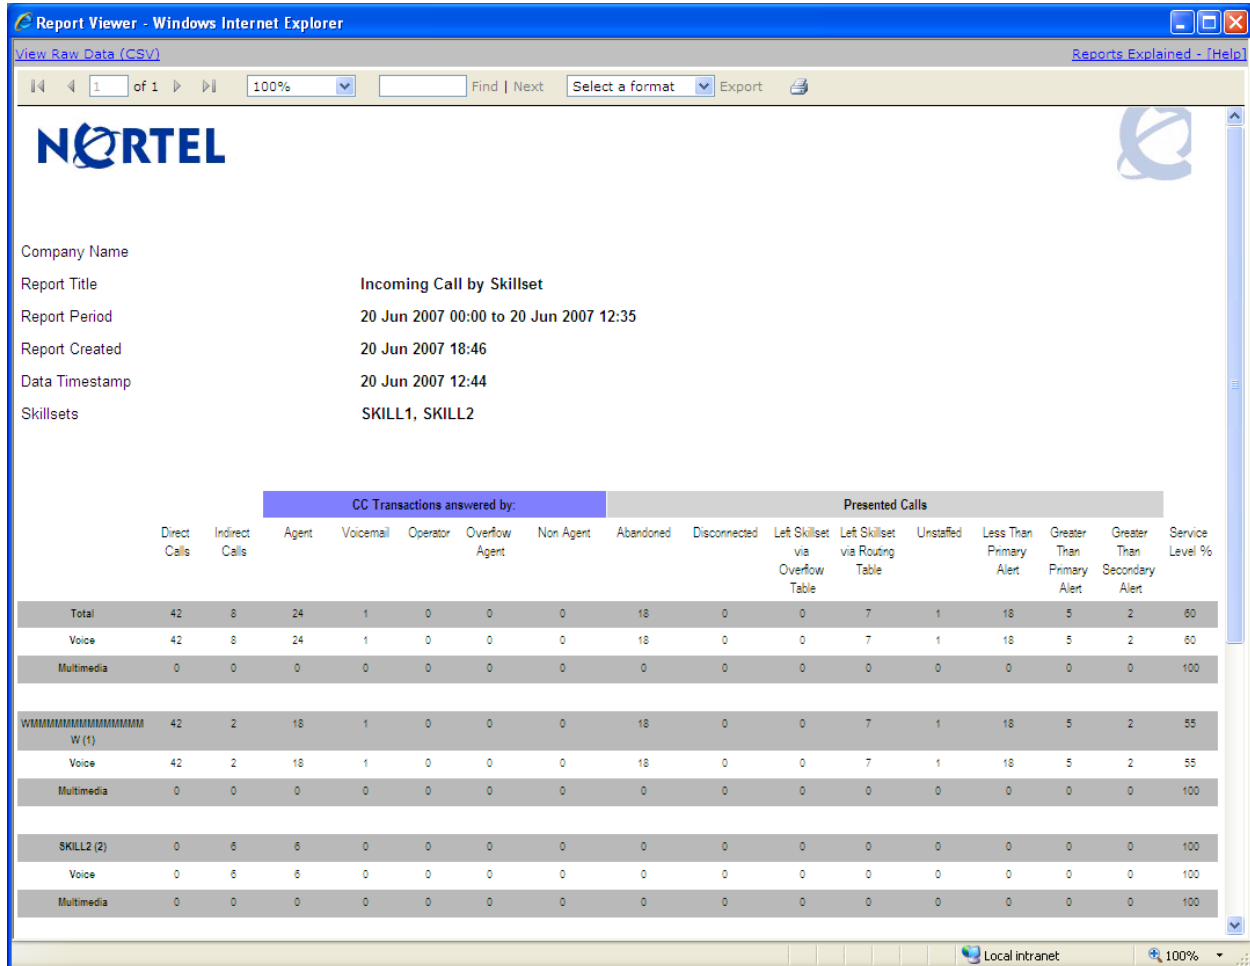 Report Viewer - Windows Internet Explorer
View Raw Data (CSV) Reports Explained - [Help]
1 of 1 100% Find | Next Select a format Export
NORTEL
Company Name
Report Title Incoming Call by Skillset
Report Period 20 Jun 2007 00:00 to 20 Jun 2007 12:35
Report Created 20 Jun 2007 18:46
Data Timestamp 20 Jun 2007 12:44
Skillsets SKILL1, SKILL2
CC Transactions answered by: Presented Calls
Direct Indirect Agent Voicemail Operator Overflow Non Agent Abandoned Disconnected Left Skillset Left Skillset Unstaffed Less Than Greater Greater Service
Calls Calls Agent via via Routing Primary Than Than Level %
Overflow Table Alert Primary Secondary
Table Alert Alert
Total 42 8 24 1 0 0 0 18 0 0 7 1 18 5 2 60
Voice 42 8 24 1 0 0 0 18 0 0 7 1 18 5 2 60
Multimedia 0 0 0 0 0 0 0 0 0 0 0 0 0 0 0 100
WMMMMMMMMMMMMMMM 42 2 18 1 0 0 0 18 0 0 7 1 18 5 2 55
W (1)
Voice 42 2 18 1 0 0 0 18 0 0 7 1 18 5 2 55
Multimedia 0 0 0 0 0 0 0 0 0 0 0 0 0 0 0 100
SKILL2 (2) 0 6 6 0 0 0 0 0 0 0 0 0 0 0 0 100
Voice 0 6 6 0 0 0 0 0 0 0 0 0 0 0 0 100
Multimedia 0 0 0 0 0 0 0 0 0 0 0 0 0 0 0 100
Local intranet 100%